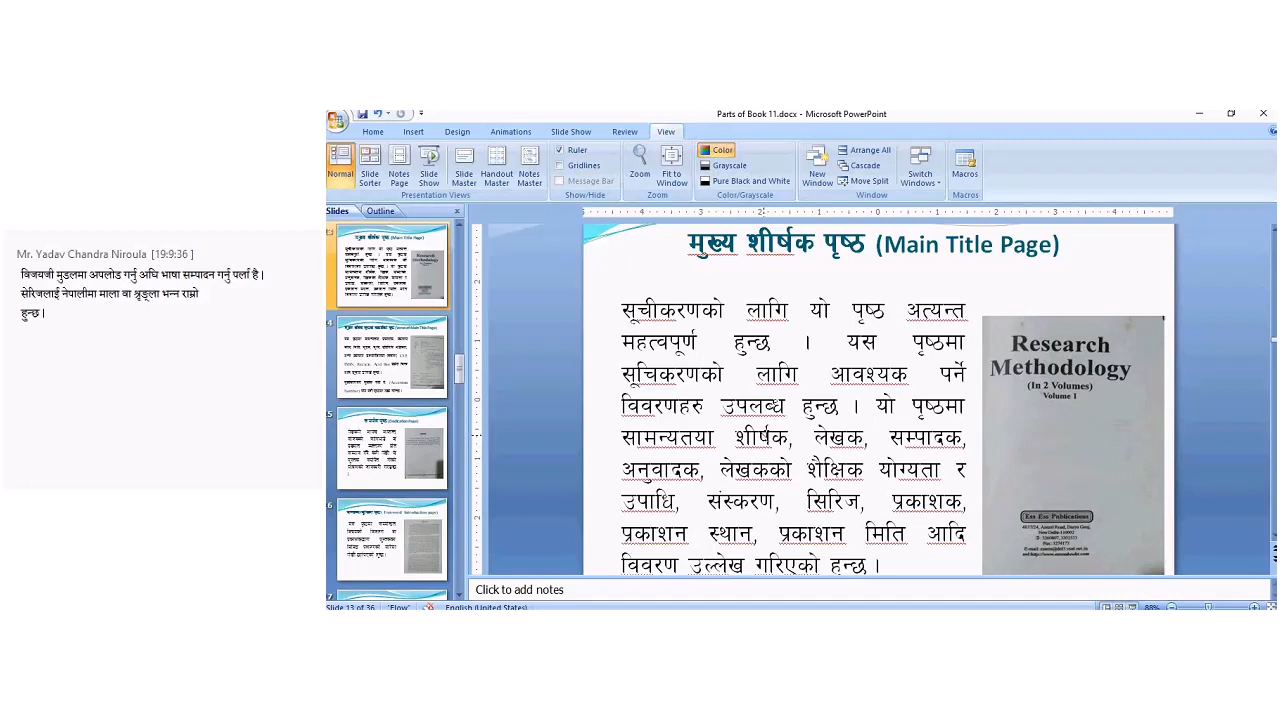 Mr. Yadav Chandra Niroula [19:9:36 ]
विजयजी मुडलमा अपलोड गर्नु अघि भाषा सम्पादन गर्नु पर्ला है।
सेरिजलाई नेपालीमा माला वा श्रृङ्ला भन्न राम्रो
हुन्छ।
Parts of Book 11.docx - Microsoft PowerPoint
Home Insert Design Animations Slide Show Review View
Normal Slide Sorter Notes Page Slide Show Slide Master Handout Master Notes Master
Presentation Views
Ruler
Gridlines
Message Bar
Show/Hide
Zoom Fit to Window
Zoom
Color
Grayscale
Pure Black and White
Color/Grayscale
New Window
Arrange All
Cascade
Move Split
Switch Windows
Window
Macros
Macros
Slides Outline
मुख्य शीर्षक पृष्ठ (Main Title Page)
सूचीकरणको लागि यो पृष्ठ अत्यन्त
महत्वपूर्ण हुन्छ । यस पृष्ठमा
सूचिकरणको लागि आवश्यक पर्ने
विवरणहरु उपलब्ध हुन्छ । यो पृष्ठमा
सामन्यतया शीर्षक, लेखक, सम्पादक,
अनुवादक, लेखकको शैक्षिक योग्यता र
उपाधि, संस्करण, सिरिज, प्रकाशक,
प्रकाशन स्थान, प्रकाशन मिति आदि
विवरण उल्लेख गरिएको हुन्छ ।
Research
Methodology
(In 2 Volumes)
Volume 1
Ess Ess Publications
Click to add notes
Slide 13 of 36 "Flow" English (United States) 88%